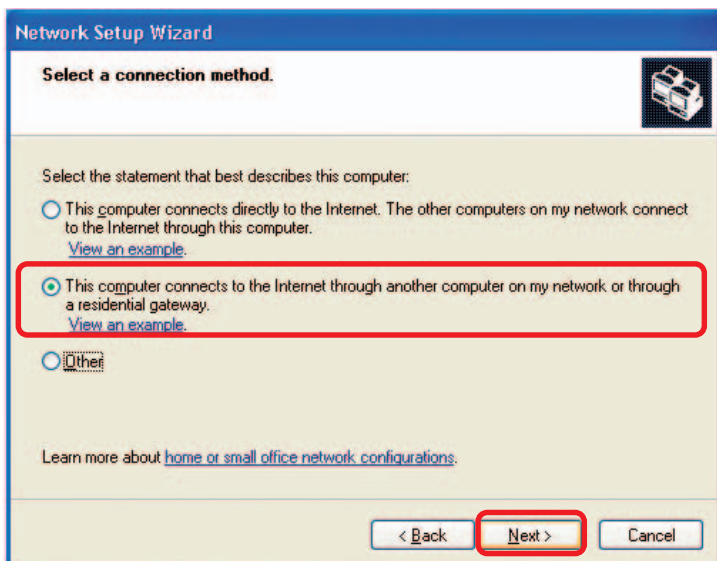 Network Setup Wizard
Select a connection method.
Select the statement that best describes this computer:
This computer connects directly to the Internet. The other computers on my network connect
to the Internet through this computer.
View an example.
This computer connects to the Internet through another computer on my network or through
a residential gateway.
View an example.
Other
Learn more about home or small office network configurations.
< Back Next > Cancel